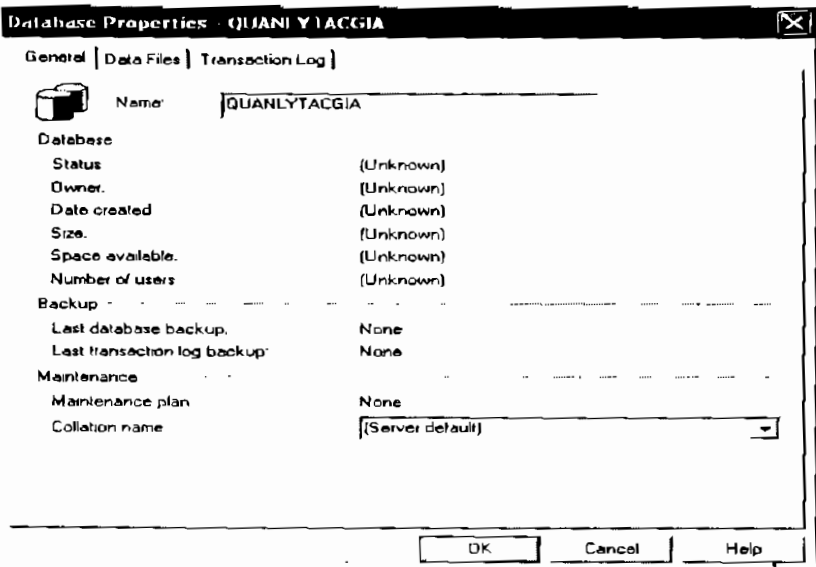 Database Properties - QUANLYTACGIA
General Data Files Transaction Log
Name: QUANLYTACGIA
Database
Status (Unknown)
Owner. (Unknown)
Date created (Unknown)
Size. (Unknown)
Space available. (Unknown)
Number of users (Unknown)
Backup
Last database backup. None
Last transaction log backup: None
Maintenance
Maintenance plan None
Collation name (Server default)
OK Cancel Help